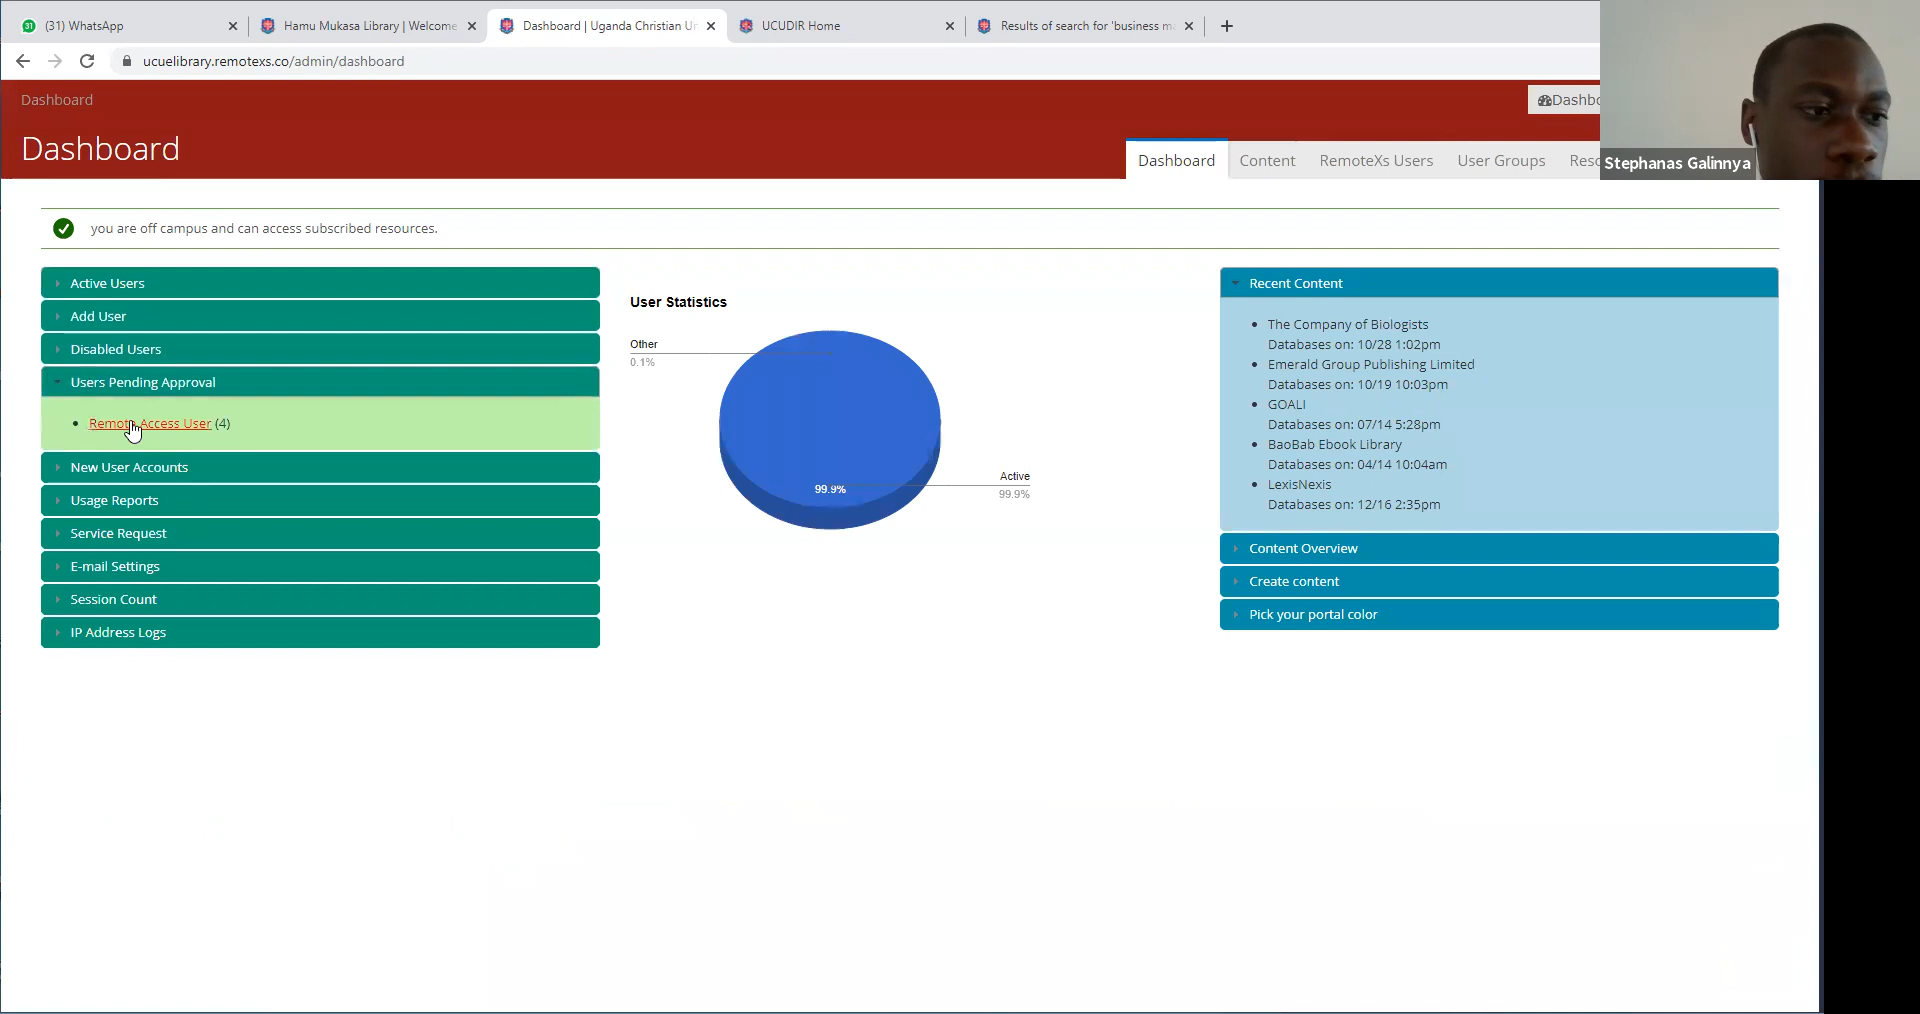 (31) WhatsApp
Hamu Mukasa Library | Welcome
Dashboard | Uganda Christian Ur
UCUDIR Home
Results of search for 'business m
ucuelibrary.remotexs.co/admin/dashboard
Dashboard
Dashbo
Dashboard
Dashboard
Content
RemoteXs Users
User Groups
Reso
Stephanas Galinnya
you are off campus and can access subscribed resources.
Active Users
Add User
Disabled Users
Users Pending Approval
Remote Access User (4)
New User Accounts
Usage Reports
Service Request
E-mail Settings
Session Count
IP Address Logs
User Statistics
Other
0.1%
99.9%
Active
99.9%
Recent Content
The Company of Biologists
Databases on: 10/28 1:02pm
Emerald Group Publishing Limited
Databases on: 10/19 10:03pm
GOALI
Databases on: 07/14 5:28pm
BaoBab Ebook Library
Databases on: 04/14 10:04am
LexisNexis
Databases on: 12/16 2:35pm
Content Overview
Create content
Pick your portal color